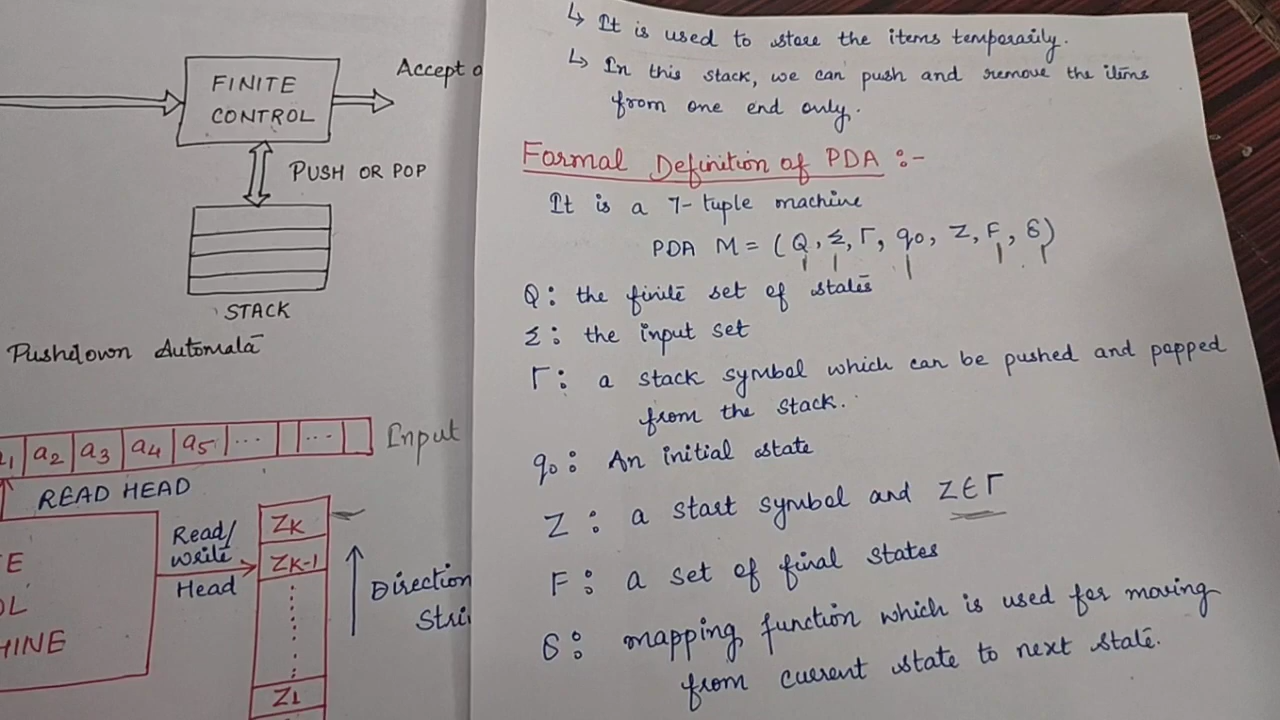 FINITE
CONTROL
Accept
PUSH OR POP
STACK
Pushdown Automata
a2 a3 a4 a5 ... ... Input
READ HEAD
Read/
write
Head
ZK
ZK-1
Z1
Direction
↳ It is used to store the items temporarily.
↳ In this stack, we can push and remove the items
from one end only.
Formal Definition of PDA :-
It is a 7-tuple machine
PDA M = (Q, Σ, Γ, q0, Z, F, δ)
Q : the finite set of states
Σ : the input set
Γ : a stack symbol which can be pushed and popped
from the stack.
q0 : An initial state
Z : a start symbol and Z ∈ Γ
F : a set of final states
δ : mapping function which is used for moving
from current state to next state.